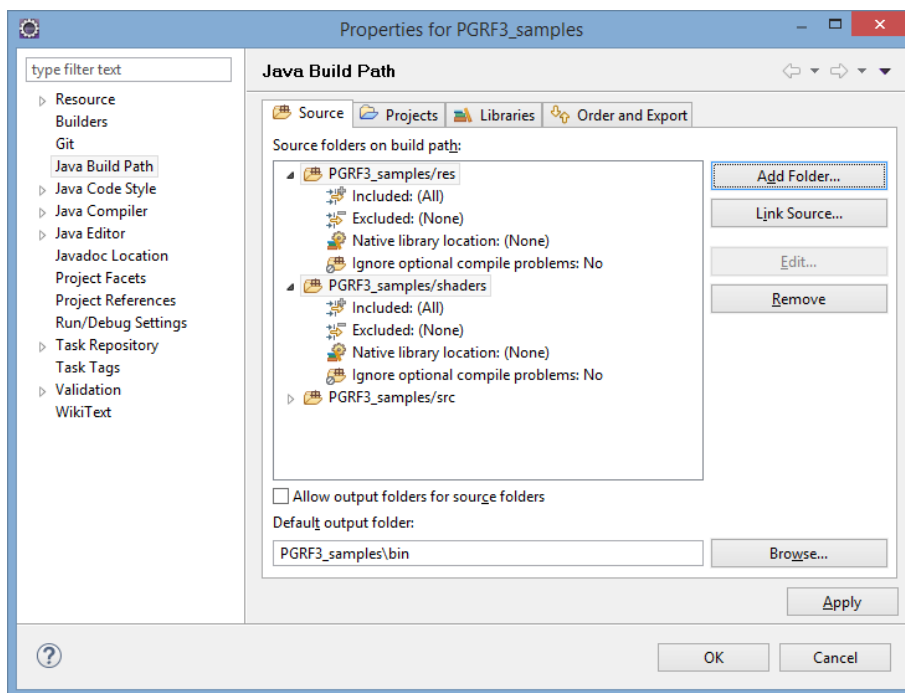 Properties for PGRF3_samples
type filter text
Resource
Builders
Git
Java Build Path
Java Code Style
Java Compiler
Java Editor
Javadoc Location
Project Facets
Project References
Run/Debug Settings
Task Repository
Task Tags
Validation
WikiText
Java Build Path
Source
Projects
Libraries
Order and Export
Source folders on build path:
PGRF3_samples/res
Included: (All)
Excluded: (None)
Native library location: (None)
Ignore optional compile problems: No
PGRF3_samples/shaders
Included: (All)
Excluded: (None)
Native library location: (None)
Ignore optional compile problems: No
PGRF3_samples/src
Add Folder...
Link Source...
Edit...
Remove
Allow output folders for source folders
Default output folder:
PGRF3_samples\bin
Browse...
Apply
OK
Cancel